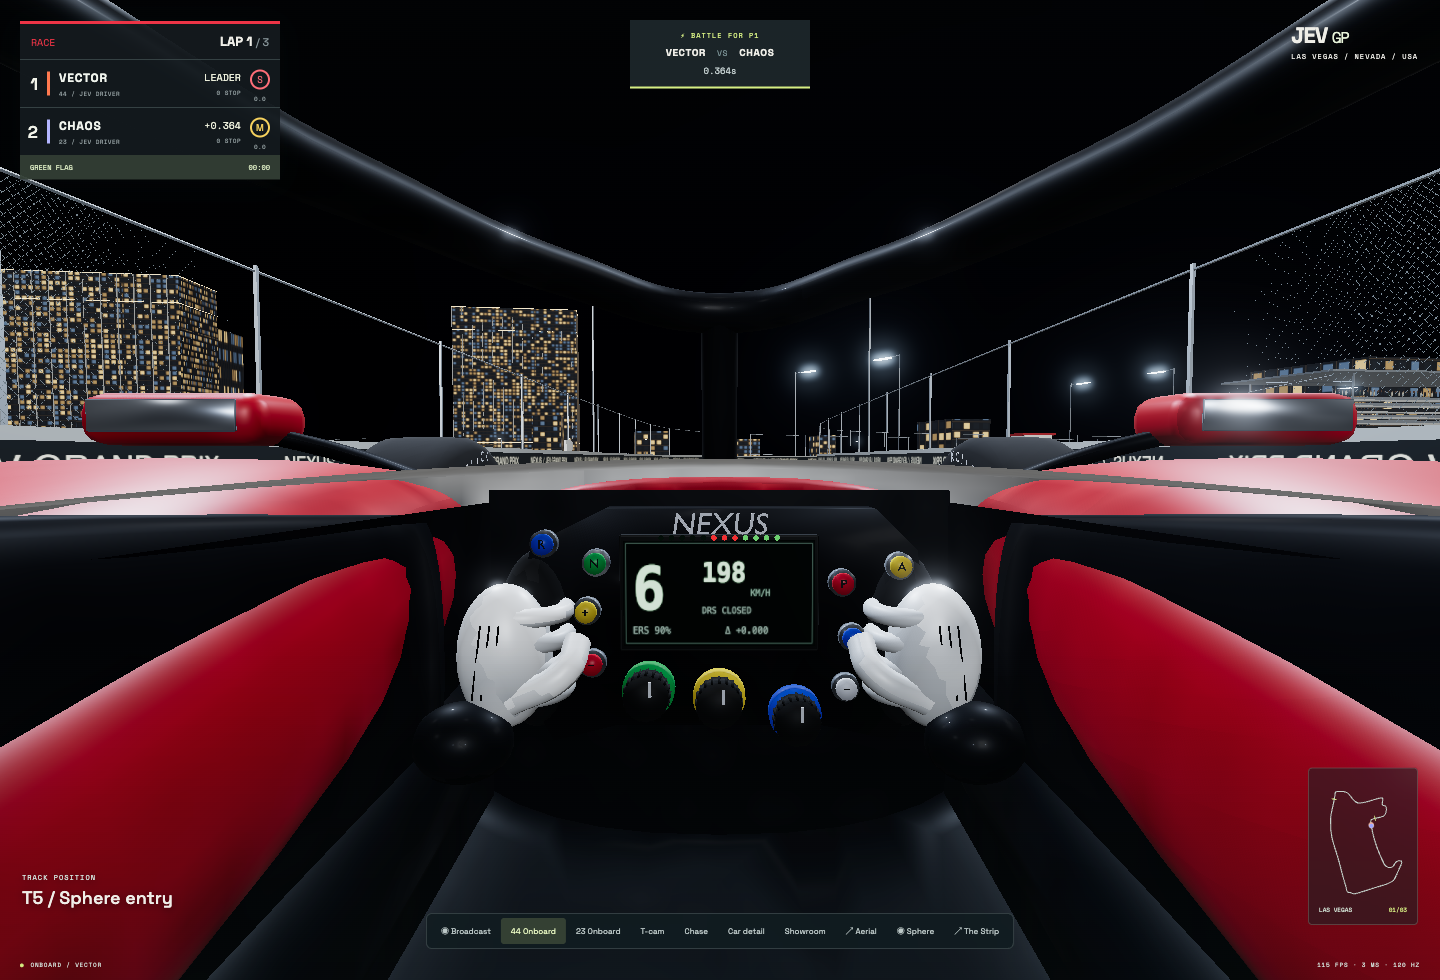 RACE
LAP 1 / 3
1
VECTOR
44 / JEV DRIVER
LEADER
0 STOP
S
0.0
2
CHAOS
23 / JEV DRIVER
+0.364
0 STOP
M
0.0
GREEN FLAG
00:00
⚡ BATTLE FOR P1
VECTOR VS CHAOS
0.364s
JEV GP
LAS VEGAS / NEVADA / USA
GRAND PRIX
NEXUS
NEXUS
6
198
KM/H
DRS CLOSED
ERS 90%
Δ +0.000
R
N
+
P
A
-
TRACK POSITION
T5 / Sphere entry
LAS VEGAS
01/03
◉ Broadcast
44 Onboard
23 Onboard
T-cam
Chase
Car detail
Showroom
↗ Aerial
◉ Sphere
↗ The Strip
ONBOARD / VECTOR
115 FPS · 3 MS · 120 HZ